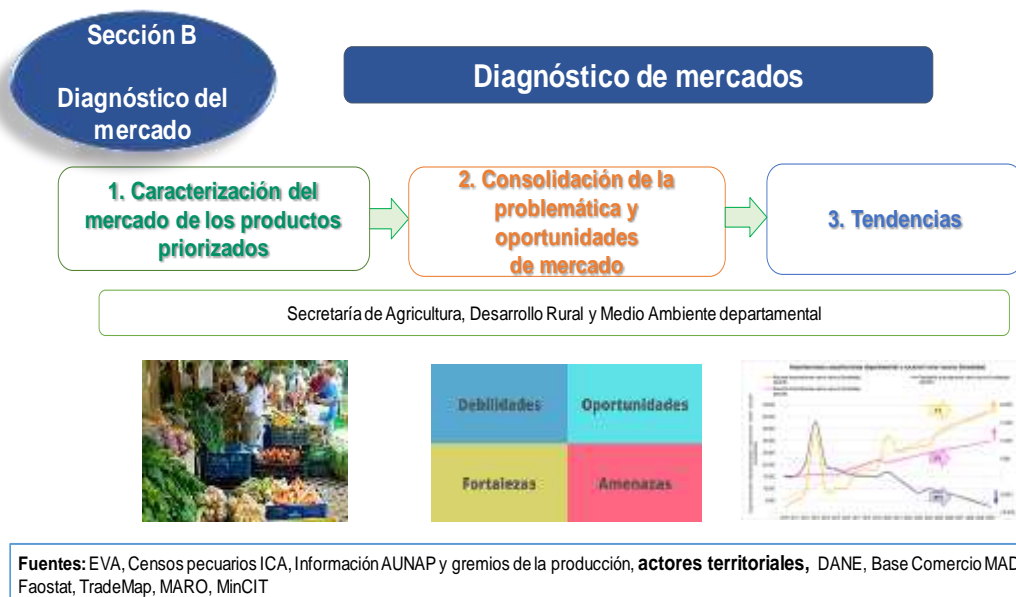 Sección B
Diagnóstico del
mercado
Diagnóstico de mercados
1. Caracterización del
mercado de los productos
priorizados
2. Consolidación de la
problemática y
oportunidades
de mercado
3. Tendencias
Secretaría de Agricultura, Desarrollo Rural y Medio Ambiente departamental
Debilidades
Oportunidades
Fortalezas
Amenazas
Fuentes: EVA, Censos pecuarios ICA, Información AUNAP y gremios de la producción, actores territoriales, DANE, Base Comercio MAD
Faostat, TradeMap, MARO, MinCIT